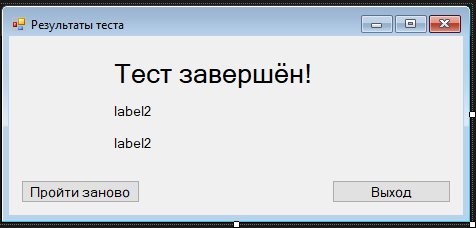 Результаты теста
Тест завершён!
label2
label2
Пройти заново
Выход